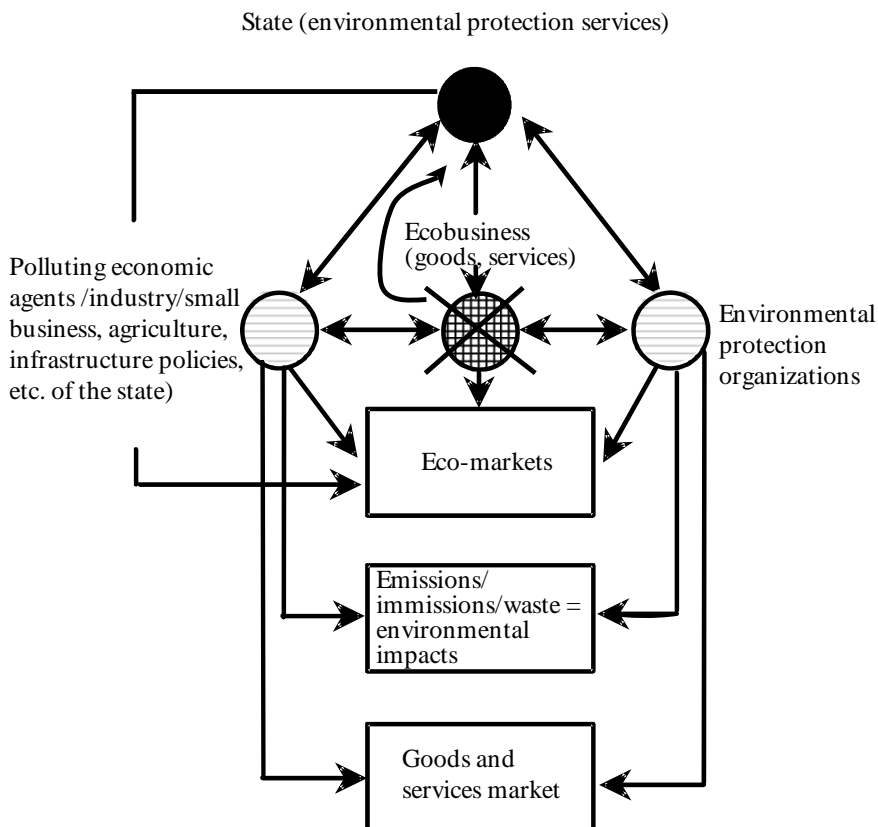 State (environmental protection services)
Ecobusiness
(goods, services)
Polluting economic
agents /industry/small
business, agriculture,
infrastructure policies,
etc. of the state)
Environmental
protection
organizations
Eco-markets
Emissions/
immissions/waste =
environmental
impacts
Goods and
services market